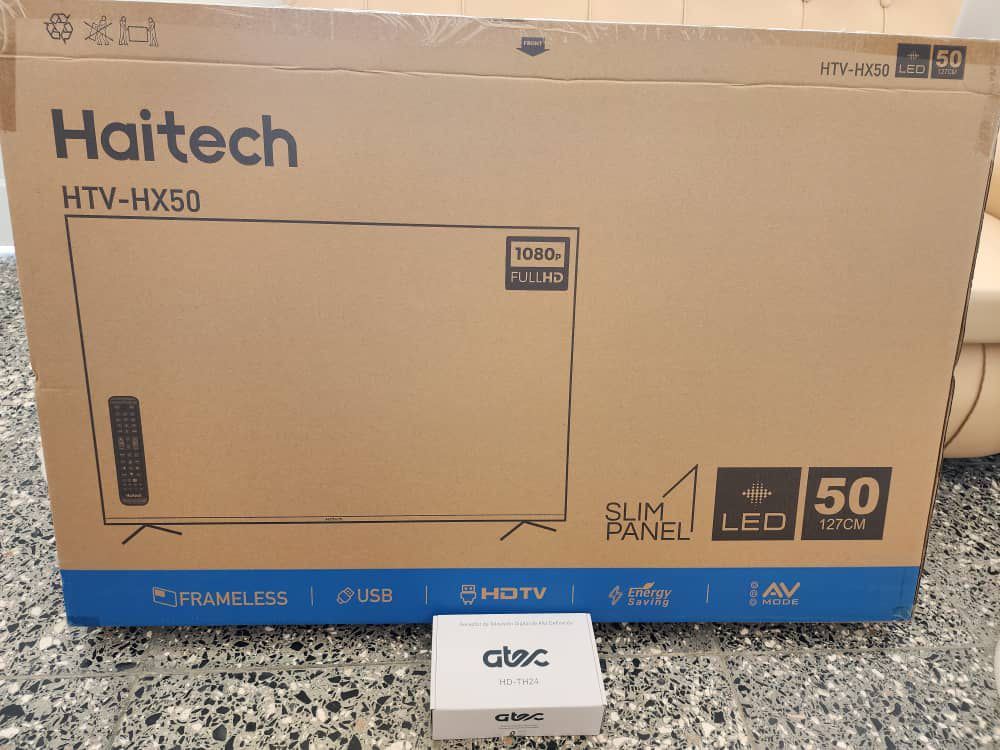 FRONT
HTV-HX50
LED
50
127CM
Haitech
HTV-HX50
1080P
FULLHD
Haitech
SLIM
PANEL
LED
50
127CM
FRAMELESS
USB
HDTV
Energy
Saving
AV
MODE
atec
HD-TH24
atec